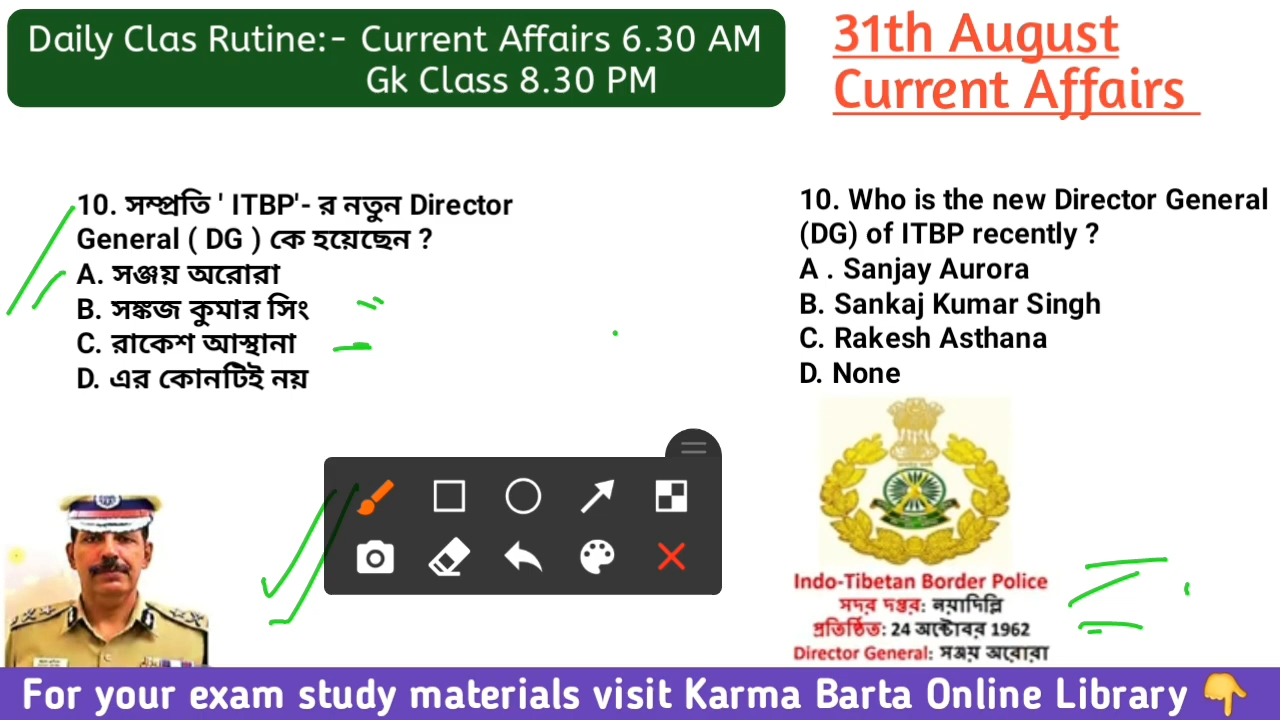 Daily Clas Rutine:- Current Affairs 6.30 AM
Gk Class 8.30 PM
31th August
Current Affairs
10. সম্প্রতি ' ITBP'- র নতুন Director
General ( DG ) কে হয়েছেন ?
A. সঞ্জয় অরোরা
B. সঙ্কজ কুমার সিং
C. রাকেশ আস্থানা
D. এর কোনটিই নয়
10. Who is the new Director General
(DG) of ITBP recently ?
A . Sanjay Aurora
B. Sankaj Kumar Singh
C. Rakesh Asthana
D. None
Indo-Tibetan Border Police
সদর দপ্তর: নয়াদিল্লি
প্রতিষ্ঠিত: 24 অক্টোবর 1962
Director General: সঞ্জয় অরোরা
For your exam study materials visit Karma Barta Online Library 👇